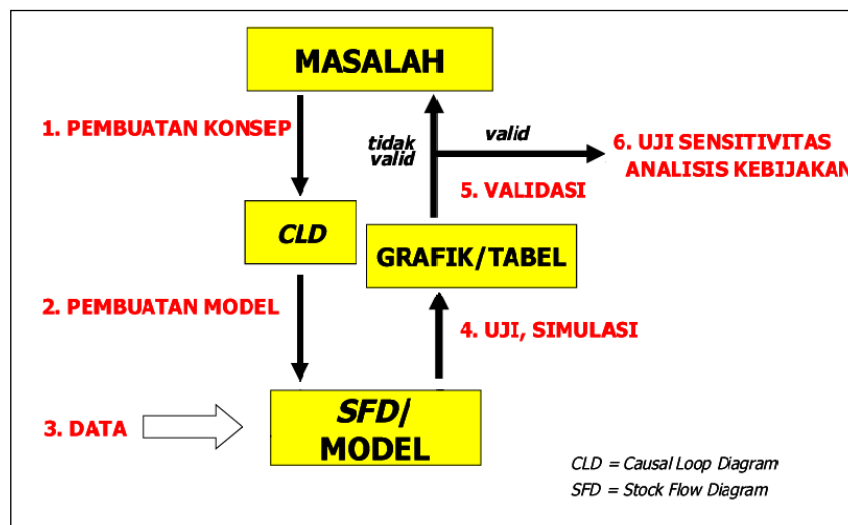 MASALAH
1. PEMBUATAN KONSEP
tidak
valid
valid
6. UJI SENSITIVITAS
ANALISIS KEBIJAKAN
5. VALIDASI
CLD
GRAFIK/TABEL
2. PEMBUATAN MODEL
4. UJI, SIMULASI
3. DATA
SFD/
MODEL
CLD = Causal Loop Diagram
SFD = Stock Flow Diagram